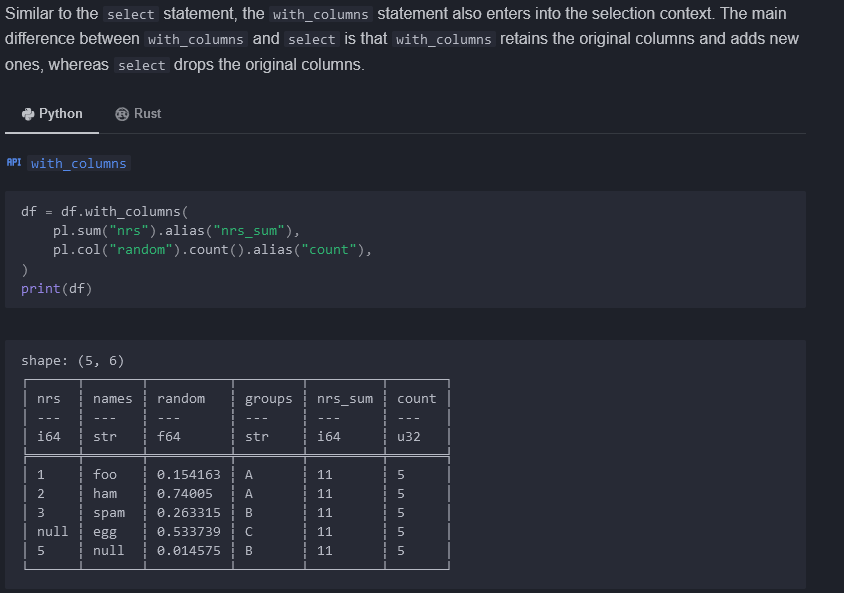 Similar to the select statement, the with_columns statement also enters into the selection context. The main
difference between with_columns and select is that with_columns retains the original columns and adds new
ones, whereas select drops the original columns.
Python Rust
API with_columns
df = df.with_columns(
    pl.sum("nrs").alias("nrs_sum"),
    pl.col("random").count().alias("count"),
)
print(df)
shape: (5, 6)
nrs names random groups nrs_sum count
--- --- --- --- --- ---
i64 str f64 str i64 u32
1 foo 0.154163 A 11 5
2 ham 0.74005 A 11 5
3 spam 0.263315 B 11 5
null egg 0.533739 C 11 5
5 null 0.014575 B 11 5